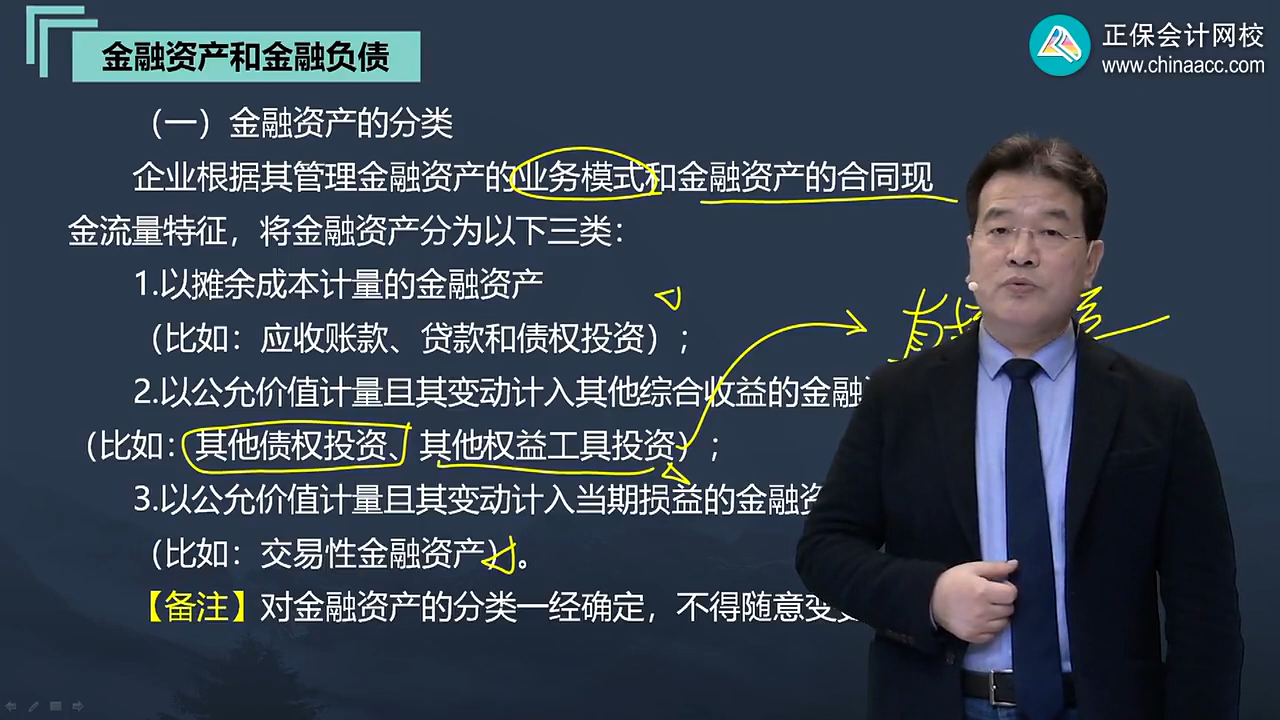 金融资产和金融负债
正保会计网校
www.chinaacc.com
（一）金融资产的分类
企业根据其管理金融资产的业务模式和金融资产的合同现
金流量特征，将金融资产分为以下三类：
1.以摊余成本计量的金融资产
（比如：应收账款、贷款和债权投资）；
2.以公允价值计量且其变动计入其他综合收益的金融
（比如：其他债权投资、其他权益工具投资）；
3.以公允价值计量且其变动计入当期损益的金融资
（比如：交易性金融资产）。
【备注】对金融资产的分类一经确定，不得随意变